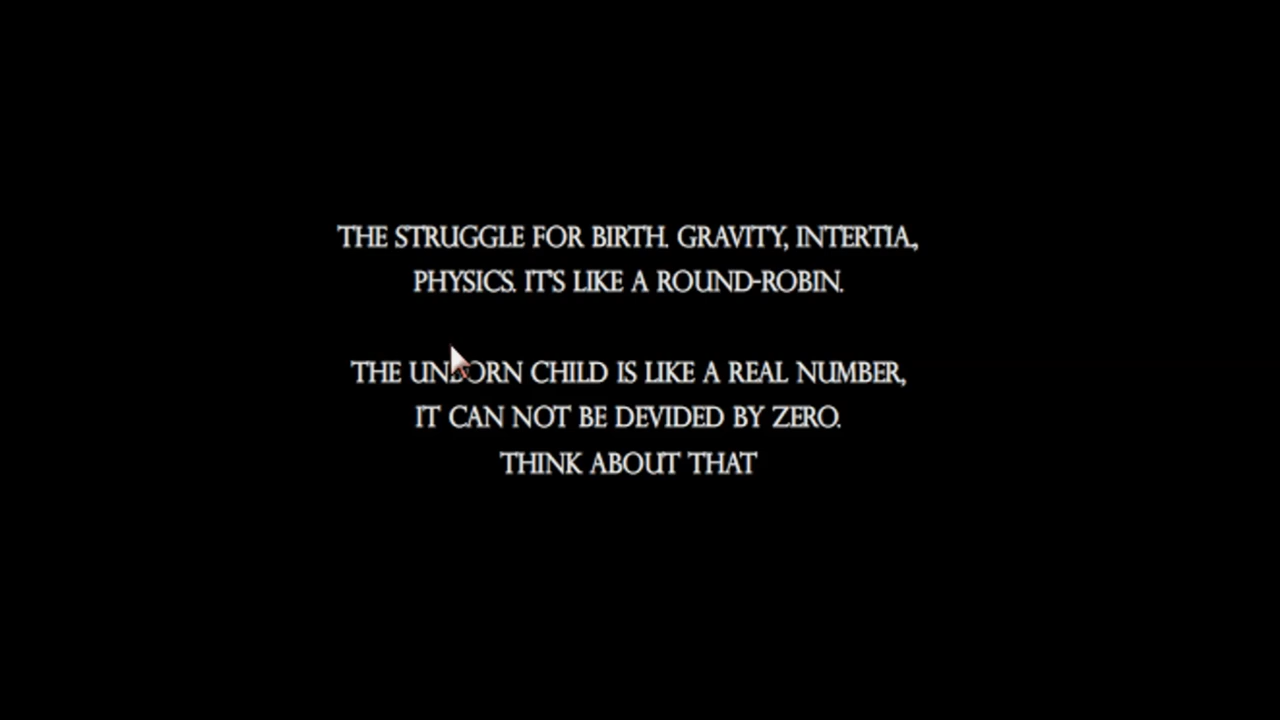 THE STRUGGLE FOR BIRTH. GRAVITY, INTERTIA,
PHYSICS. IT'S LIKE A ROUND-ROBIN.
THE UNBORN CHILD IS LIKE A REAL NUMBER,
IT CAN NOT BE DEVIDED BY ZERO.
THINK ABOUT THAT